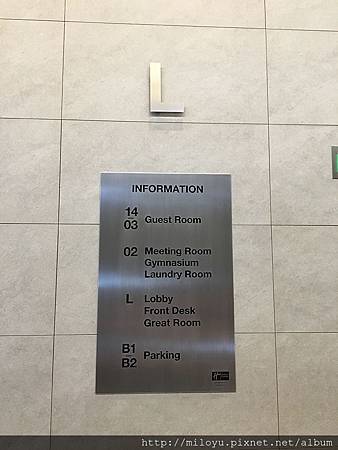 L
INFORMATION
14
03
Guest Room
02
Meeting Room
Gymnasium
Laundry Room
L
Lobby
Front Desk
Great Room
B1
B2
Parking
http://miloyu.pixnet.net/album